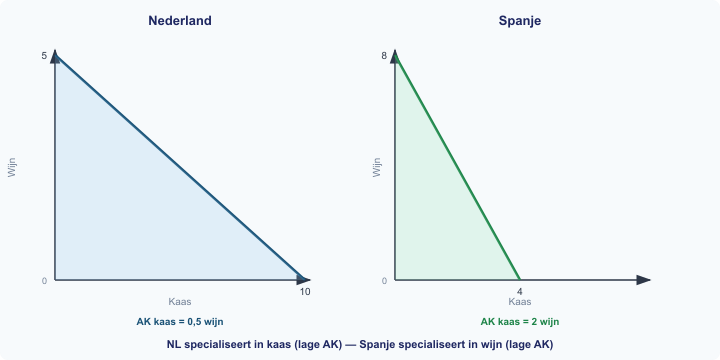 Nederland
5
Wijn
0
10
Kaas
AK kaas = 0,5 wijn
Spanje
8
Wijn
0
4
Kaas
AK kaas = 2 wijn
NL specialiseert in kaas (lage AK) — Spanje specialiseert in wijn (lage AK)